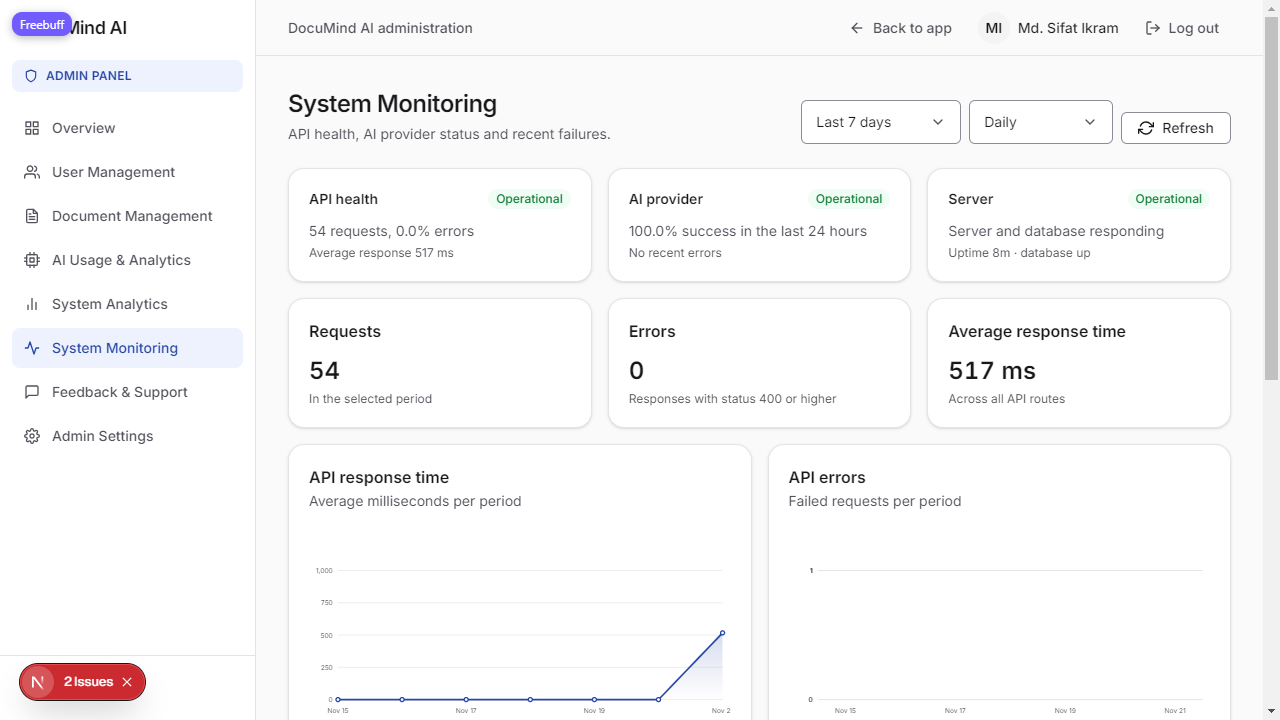 Freebuff
Mind AI
ADMIN PANEL
Overview
User Management
Document Management
AI Usage & Analytics
System Analytics
System Monitoring
Feedback & Support
Admin Settings
2 Issues
DocuMind AI administration
Back to app
MI
Md. Sifat Ikram
Log out
System Monitoring
API health, AI provider status and recent failures.
Last 7 days
Daily
Refresh
API health
Operational
54 requests, 0.0% errors
Average response 517 ms
AI provider
Operational
100.0% success in the last 24 hours
No recent errors
Server
Operational
Server and database responding
Uptime 8m · database up
Requests
54
In the selected period
Errors
0
Responses with status 400 or higher
Average response time
517 ms
Across all API routes
API response time
Average milliseconds per period
1,000
750
500
250
0
Nov 15
Nov 17
Nov 19
Nov 2
API errors
Failed requests per period
1
0
Nov 15
Nov 17
Nov 19
Nov 21